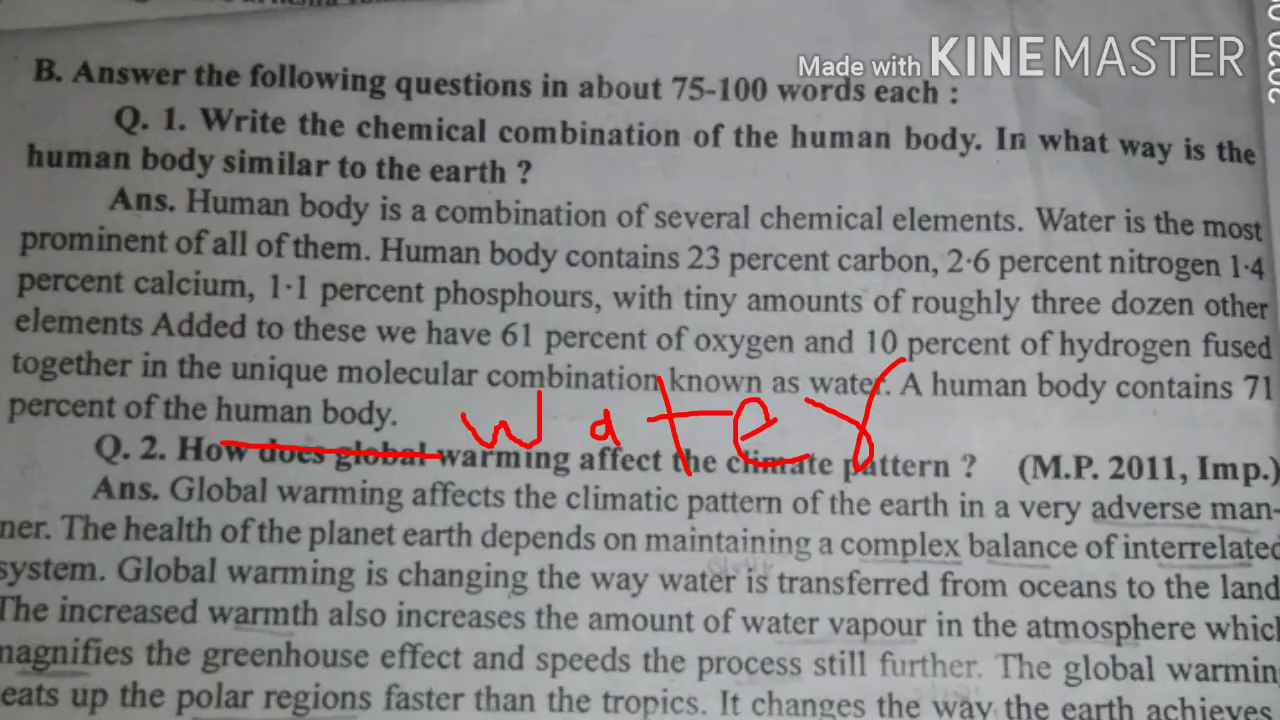 Made with KINEMASTER
B. Answer the following questions in about 75-100 words each :
Q. 1. Write the chemical combination of the human body. In what way is the
human body similar to the earth ?
Ans. Human body is a combination of several chemical elements. Water is the most
prominent of all of them. Human body contains 23 percent carbon, 2·6 percent nitrogen 1·4
percent calcium, 1·1 percent phosphours, with tiny amounts of roughly three dozen other
elements Added to these we have 61 percent of oxygen and 10 percent of hydrogen fused
together in the unique molecular combination known as water. A human body contains 71
percent of the human body.
water
Q. 2. How does global warming affect the climate pattern ? (M.P. 2011, Imp.)
Ans. Global warming affects the climatic pattern of the earth in a very adverse man-
ner. The health of the planet earth depends on maintaining a complex balance of interrelated
system. Global warming is changing the way water is transferred from oceans to the land
The increased warmth also increases the amount of water vapour in the atmosphere which
magnifies the greenhouse effect and speeds the process still further. The global warmin
eats up the polar regions faster than the tropics. It changes the way the earth achieves